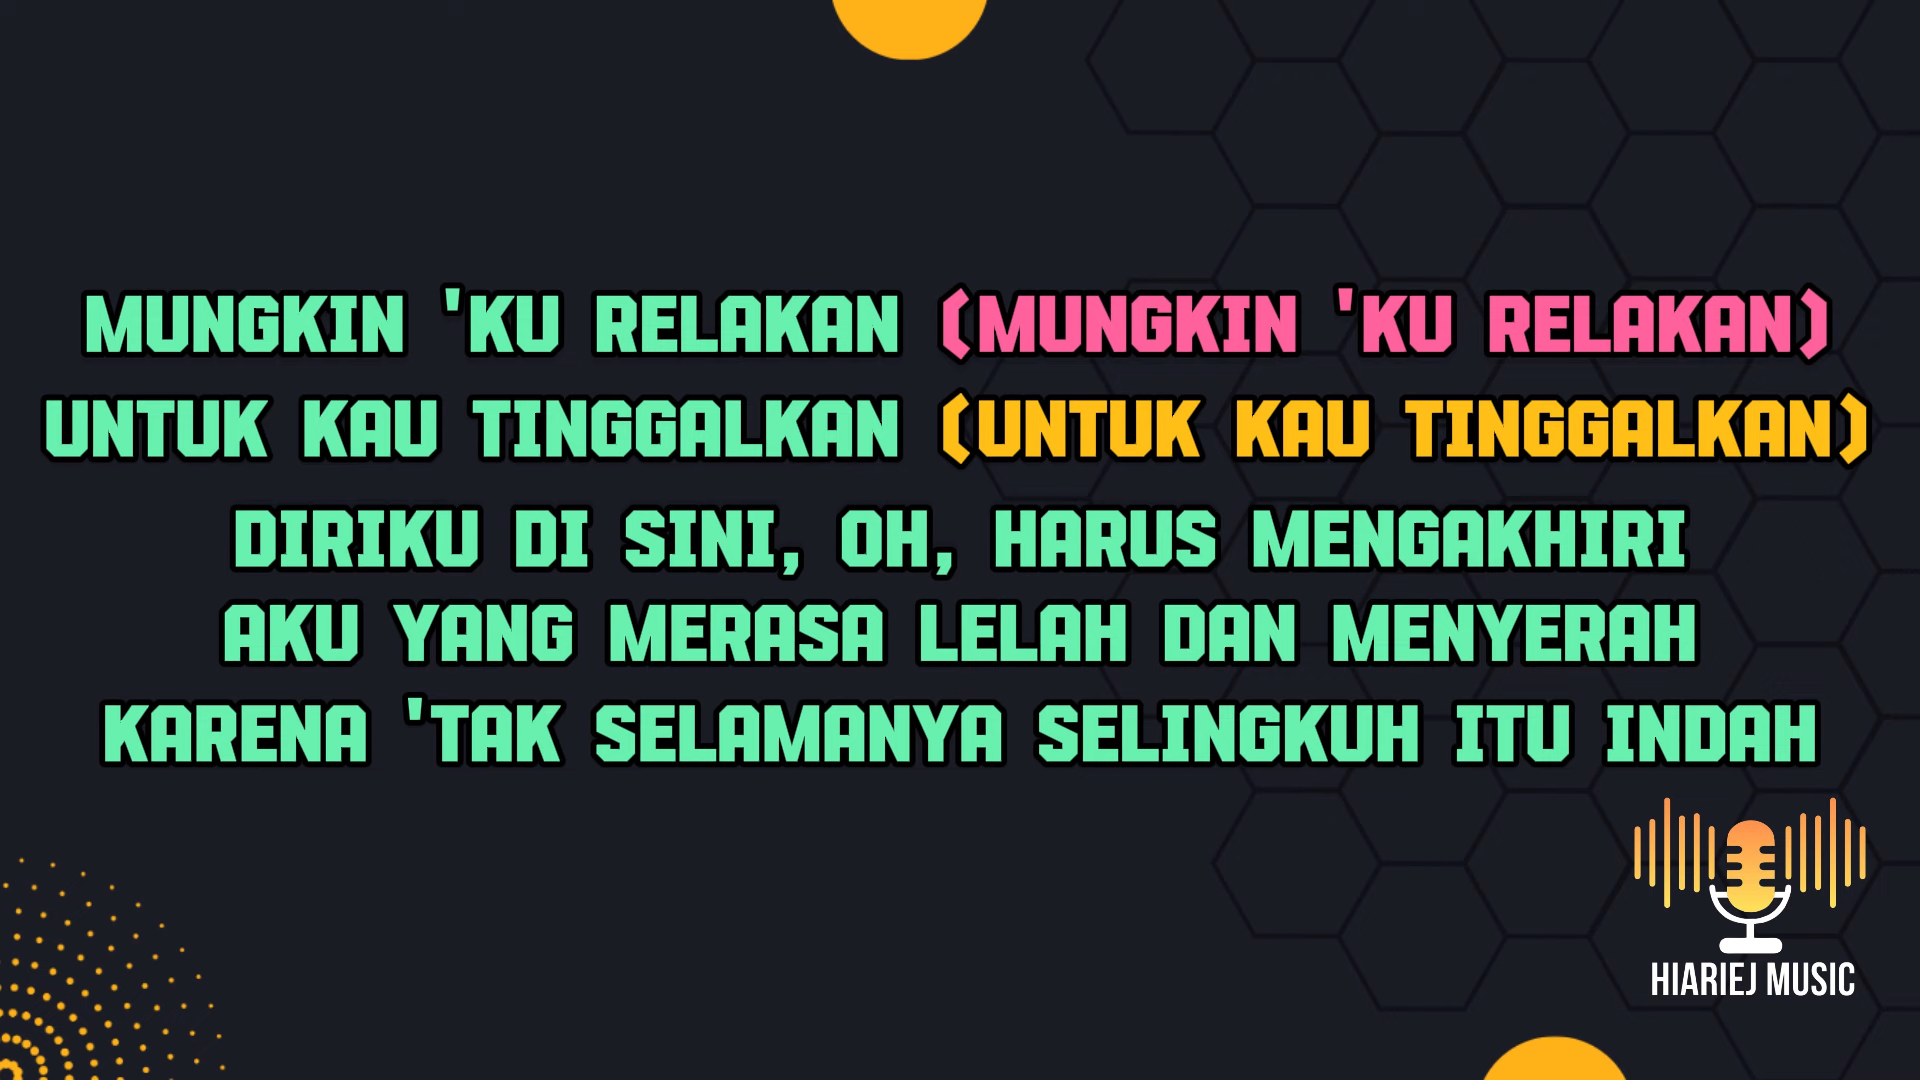 MUNGKIN 'KU RELAKAN (MUNGKIN 'KU RELAKAN)
UNTUK KAU TINGGALKAN (UNTUK KAU TINGGALKAN)
DIRIKU DI SINI, OH, HARUS MENGAKHIRI
AKU YANG MERASA LELAH DAN MENYERAH
KARENA 'TAK SELAMANYA SELINGKUH ITU INDAH
HIARIEJ MUSIC